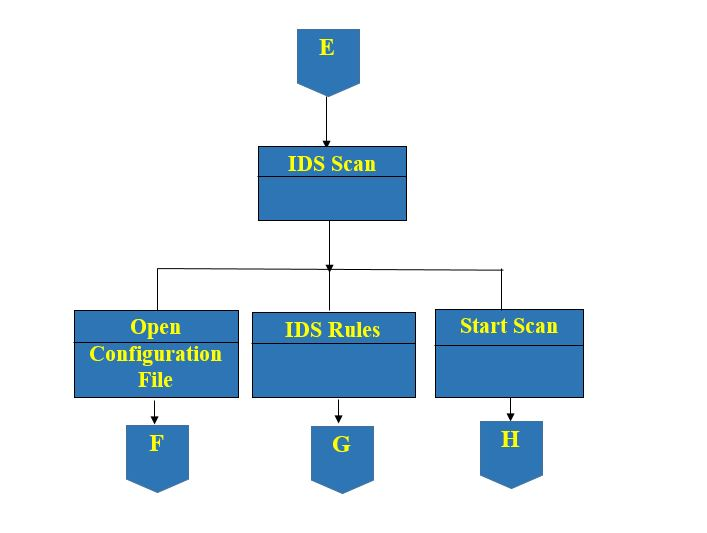 E
IDS Scan
Open
Configuration
File
IDS Rules
Start Scan
F
G
H